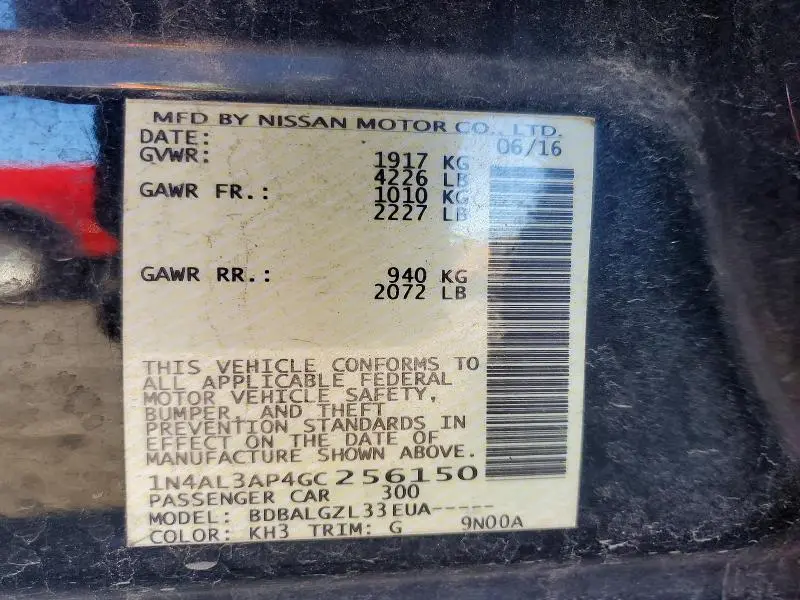 MFD BY NISSAN MOTOR CO., LTD.
DATE: 06/16
GVWR: 1917 KG
4226 LB
GAWR FR.: 1010 KG
2227 LB
GAWR RR.: 940 KG
2072 LB
THIS VEHICLE CONFORMS TO
ALL APPLICABLE FEDERAL
MOTOR VEHICLE SAFETY,
BUMPER, AND THEFT
PREVENTION STANDARDS IN
EFFECT ON THE DATE OF
MANUFACTURE SHOWN ABOVE.
1N4AL3AP4GC256150
PASSENGER CAR 300
MODEL: BDBALGZL33EUA-----
COLOR: KH3 TRIM: G 9N00A